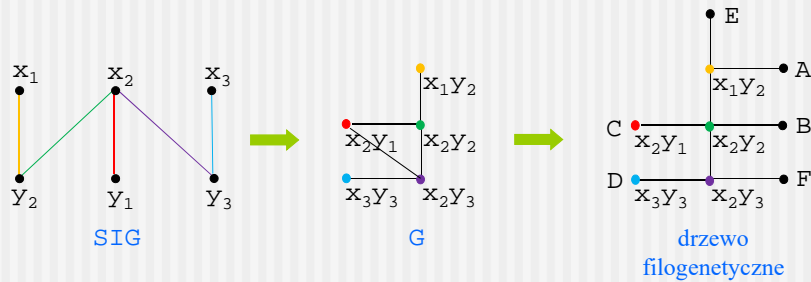 E
x₁ x₂ x₃
A
x₁y₂
x₁y₂
C
B
x₂y₁ x₂y₂
x₂y₁ x₂y₂
D
F
y₂ y₁ y₃
x₃y₃ x₂y₃
x₃y₃ x₂y₃
SIG
G
drzewo
filogenetyczne